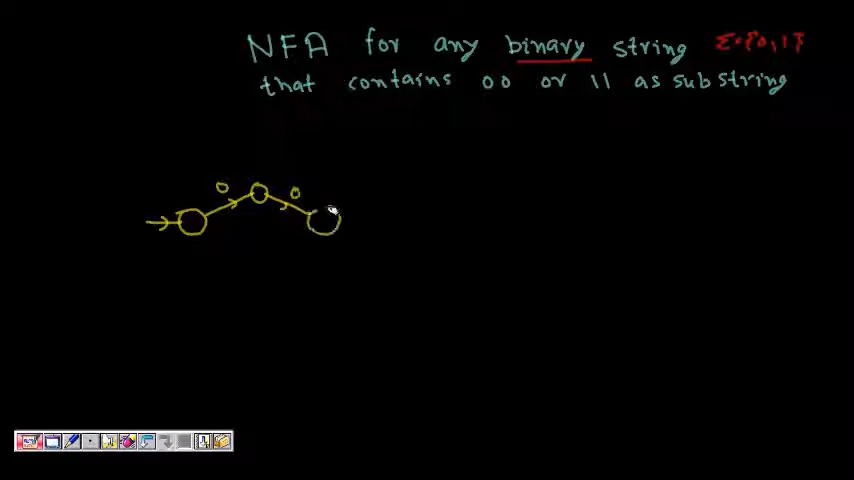 NFA for any binary string Σ={0,1}
that contains 00 or 11 as substring
0 0